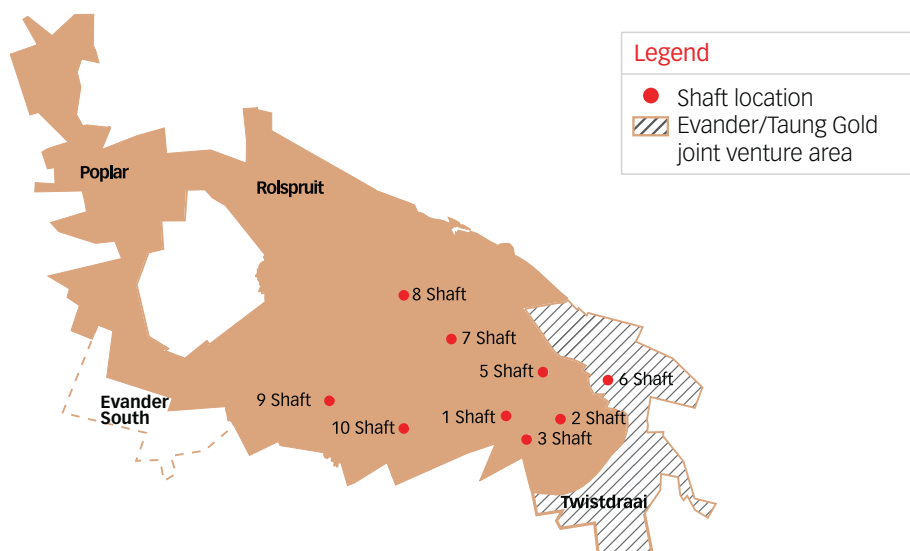 Legend
Shaft location
Evander/Taung Gold
joint venture area
Poplar
Rolspruit
8 Shaft
7 Shaft
5 Shaft
6 Shaft
Evander
South
9 Shaft
10 Shaft
1 Shaft
2 Shaft
3 Shaft
Twistdraai